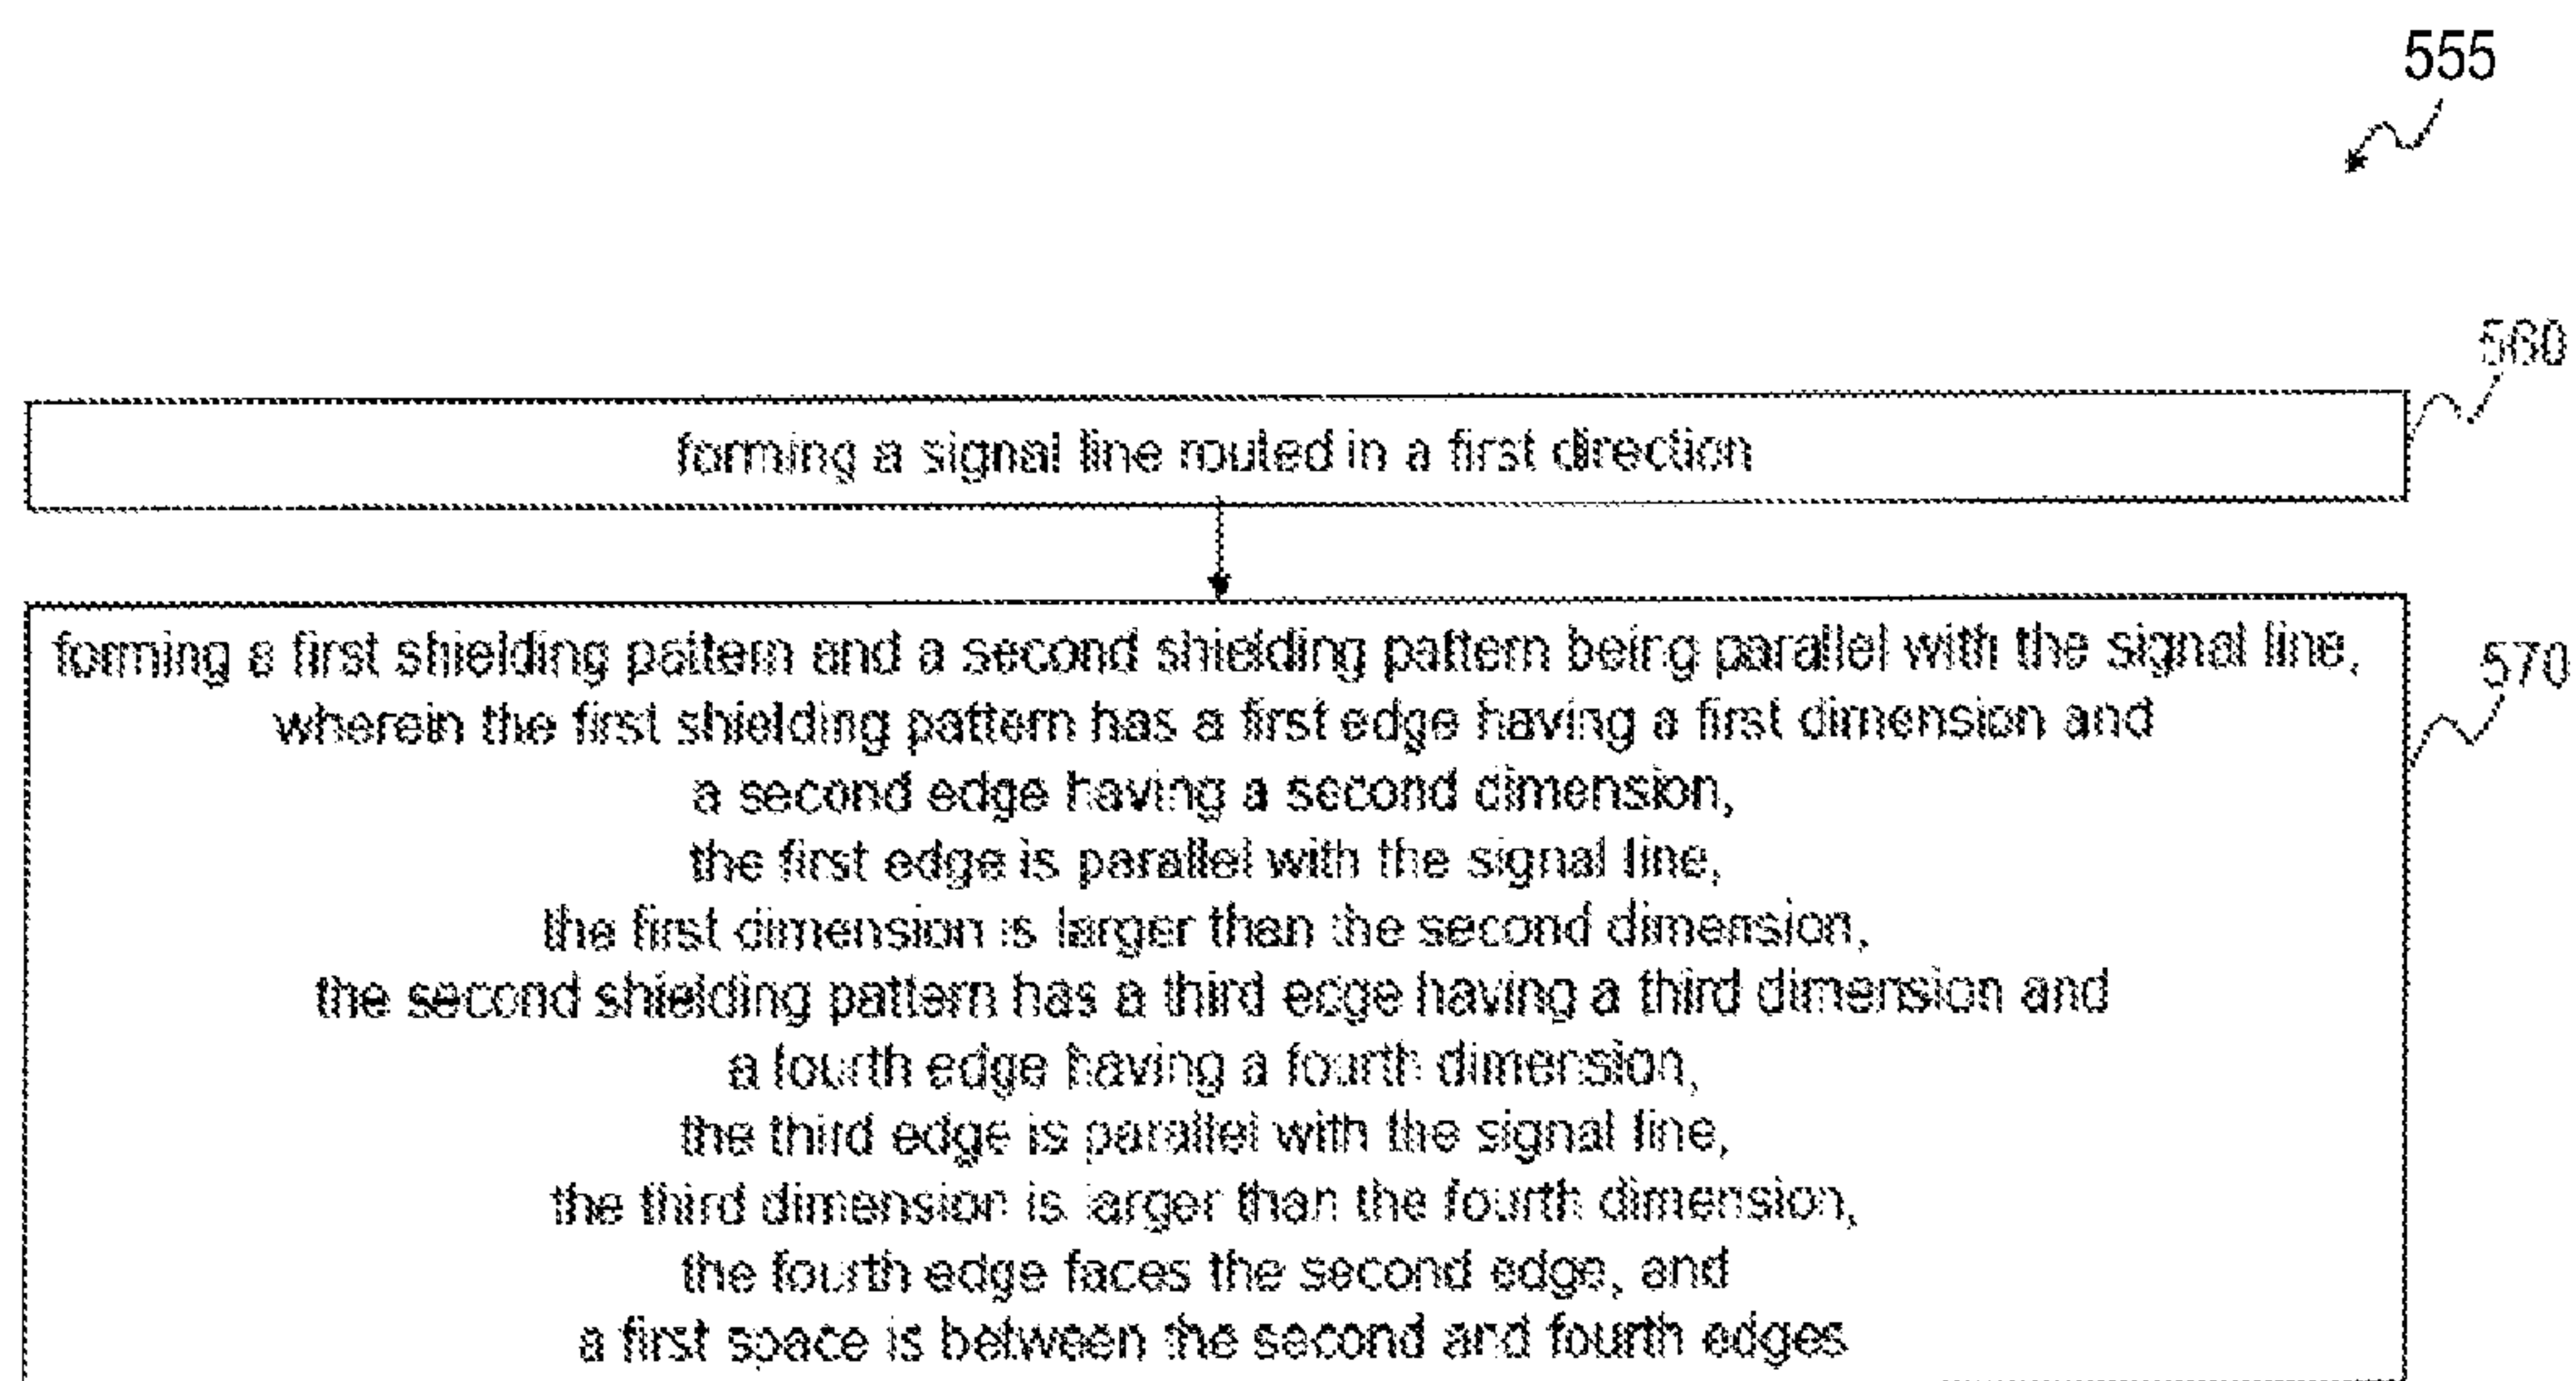 555
560
forming a signal line routed in a first direction
forming a first shielding pattern and a second shielding pattern being parallel with the signal line,
570
wherein the first shielding pattern has a first edge having a first dimension and
a second edge having a second dimension,
the first edge is parallel with the signal line,
the first dimension is larger than the second dimension,
the second shielding pattern has a third edge having a third dimension and
a fourth edge having a fourth dimension,
the third edge is parallel with the signal line,
the third dimension is larger than the fourth dimension,
the fourth edge faces the second edge, and
a first space is between the second and fourth edges